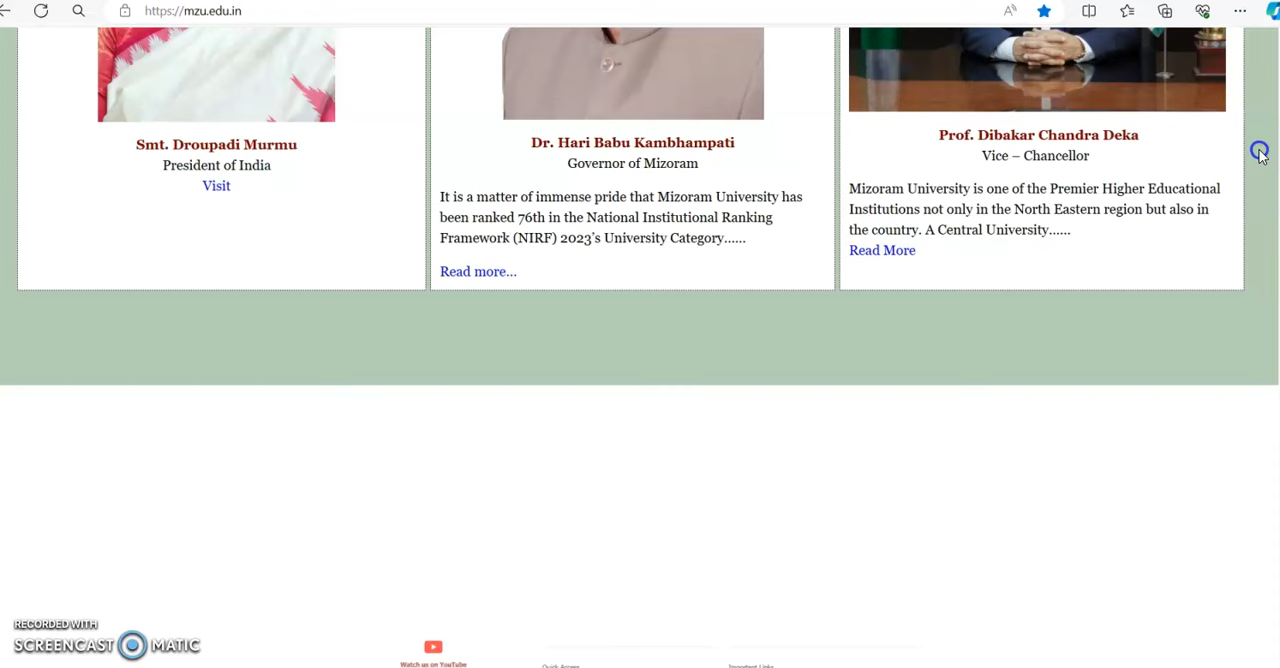 https://mzu.edu.in
Smt. Droupadi Murmu
President of India
Visit
Dr. Hari Babu Kambhampati
Governor of Mizoram
It is a matter of immense pride that Mizoram University has
been ranked 76th in the National Institutional Ranking
Framework (NIRF) 2023's University Category......
Read more...
Prof. Dibakar Chandra Deka
Vice – Chancellor
Mizoram University is one of the Premier Higher Educational
Institutions not only in the North Eastern region but also in
the country. A Central University......
Read More
RECORDED WITH
SCREENCAST MATIC
Watch us on YouTube
Quick Access
Important Links